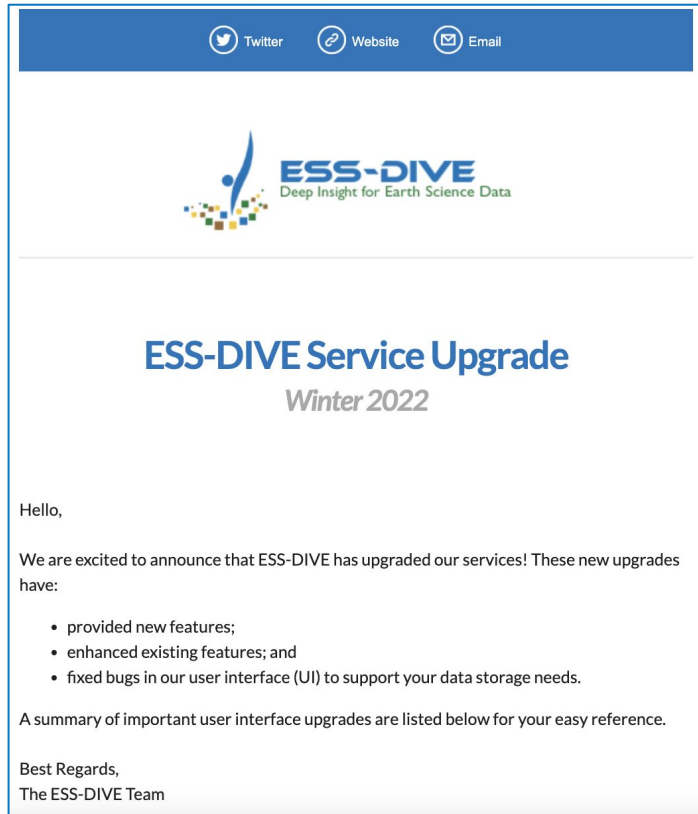 Twitter Website Email
ESS-DIVE
Deep Insight for Earth Science Data
ESS-DIVE Service Upgrade
Winter 2022
Hello,
We are excited to announce that ESS-DIVE has upgraded our services! These new upgrades
have:
• provided new features;
• enhanced existing features; and
• fixed bugs in our user interface (UI) to support your data storage needs.
A summary of important user interface upgrades are listed below for your easy reference.
Best Regards,
The ESS-DIVE Team